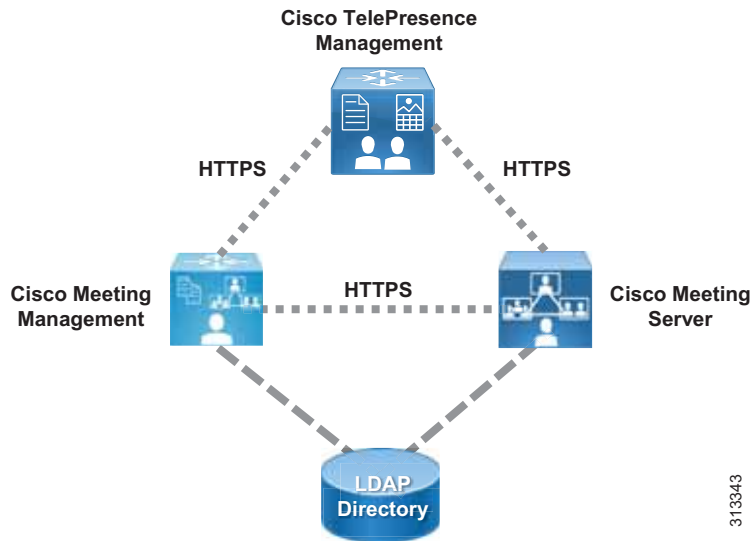 Cisco TelePresence
Management
HTTPS
HTTPS
Cisco Meeting
Management
HTTPS
Cisco Meeting
Server
LDAP
Directory
313343